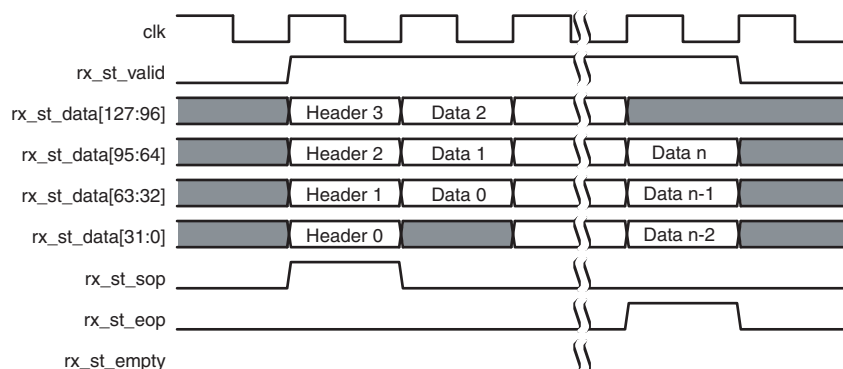 clk
rx_st_valid
rx_st_data[127:96] Header 3 Data 2
rx_st_data[95:64] Header 2 Data 1 Data n
rx_st_data[63:32] Header 1 Data 0 Data n-1
rx_st_data[31:0] Header 0 Data n-2
rx_st_sop
rx_st_eop
rx_st_empty